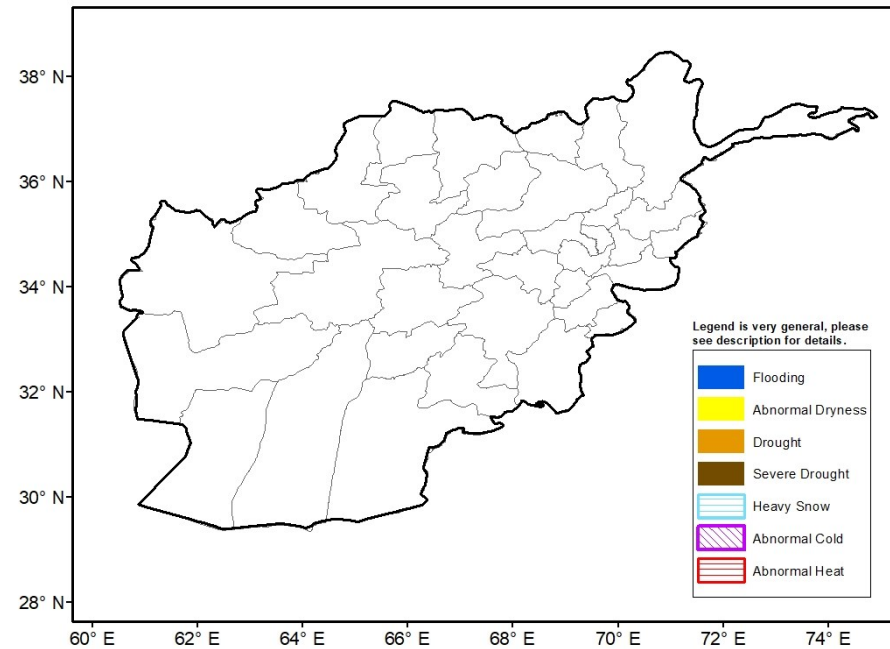 38° N
36° N
34° N
32° N
30° N
28° N
Legend is very general, please
see description for details.
Flooding
Abnormal Dryness
Drought
Severe Drought
Heavy Snow
Abnormal Cold
Abnormal Heat
60° E 62° E 64° E 66° E 68° E 70° E 72° E 74° E